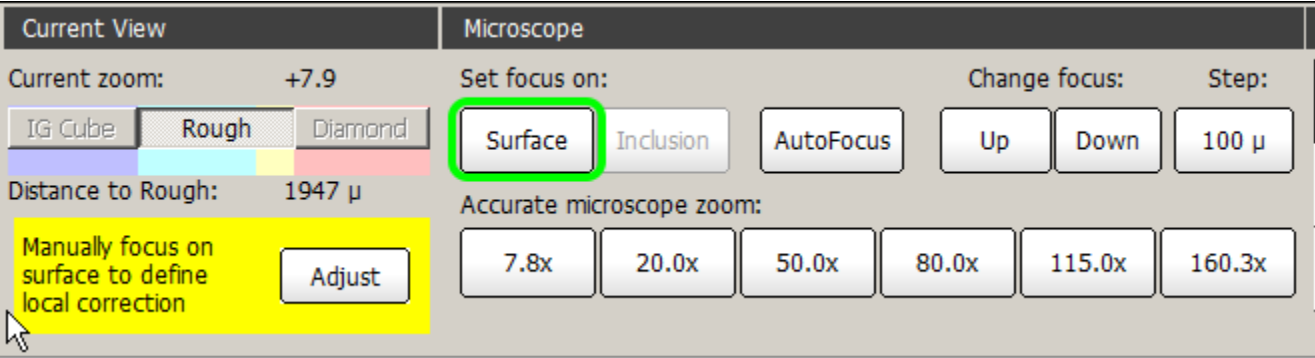 Current View
Microscope
Current zoom: +7.9
Set focus on:
Change focus:
Step:
IG Cube
Rough
Diamond
Surface
Inclusion
AutoFocus
Up
Down
100 µ
Distance to Rough: 1947 µ
Accurate microscope zoom:
Manually focus on
surface to define
local correction
Adjust
7.8x
20.0x
50.0x
80.0x
115.0x
160.3x